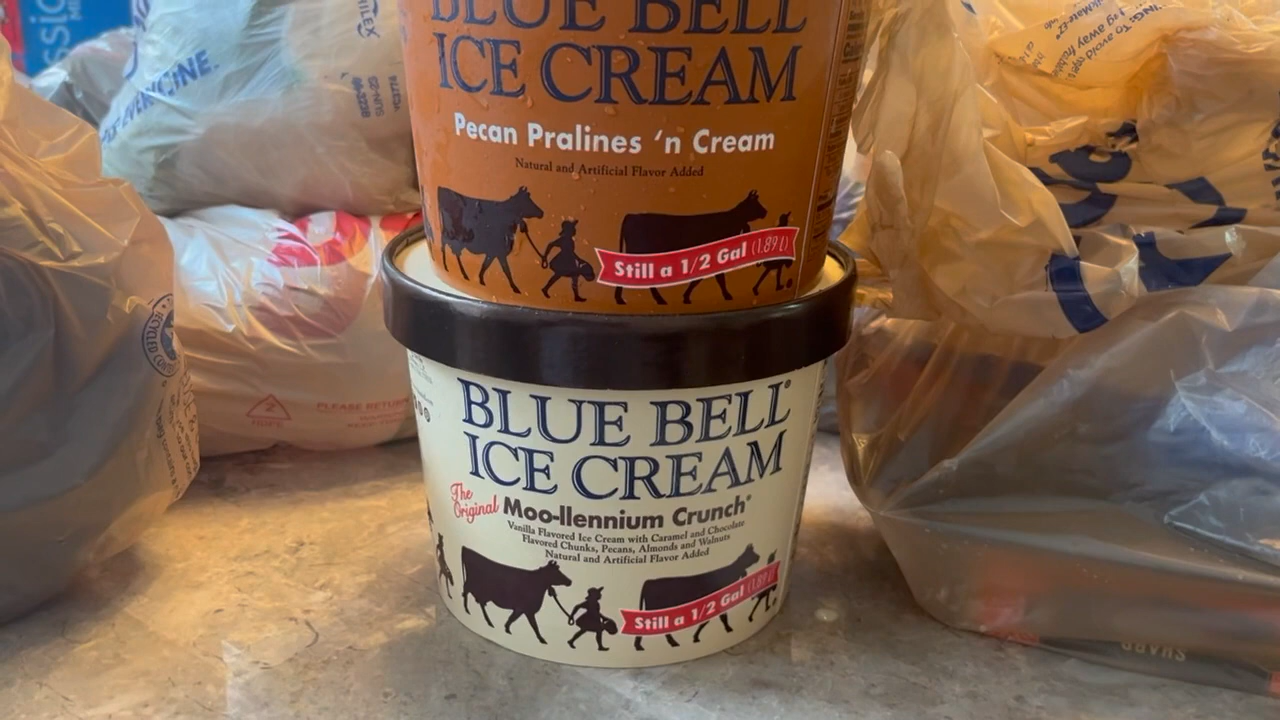 BLUE BELL
ICE CREAM
Pecan Pralines 'n Cream
Natural and Artificial Flavor Added
Still a 1/2 Gal (1.89 L)
BLUE BELL®
ICE CREAM
The Original Moo-llennium Crunch®
Vanilla Flavored Ice Cream with Caramel and Chocolate
Flavored Chunks, Pecans, Almonds and Walnuts
Natural and Artificial Flavor Added
Still a 1/2 Gal (1.89 L)
2
HDPE
PLEASE RETURN